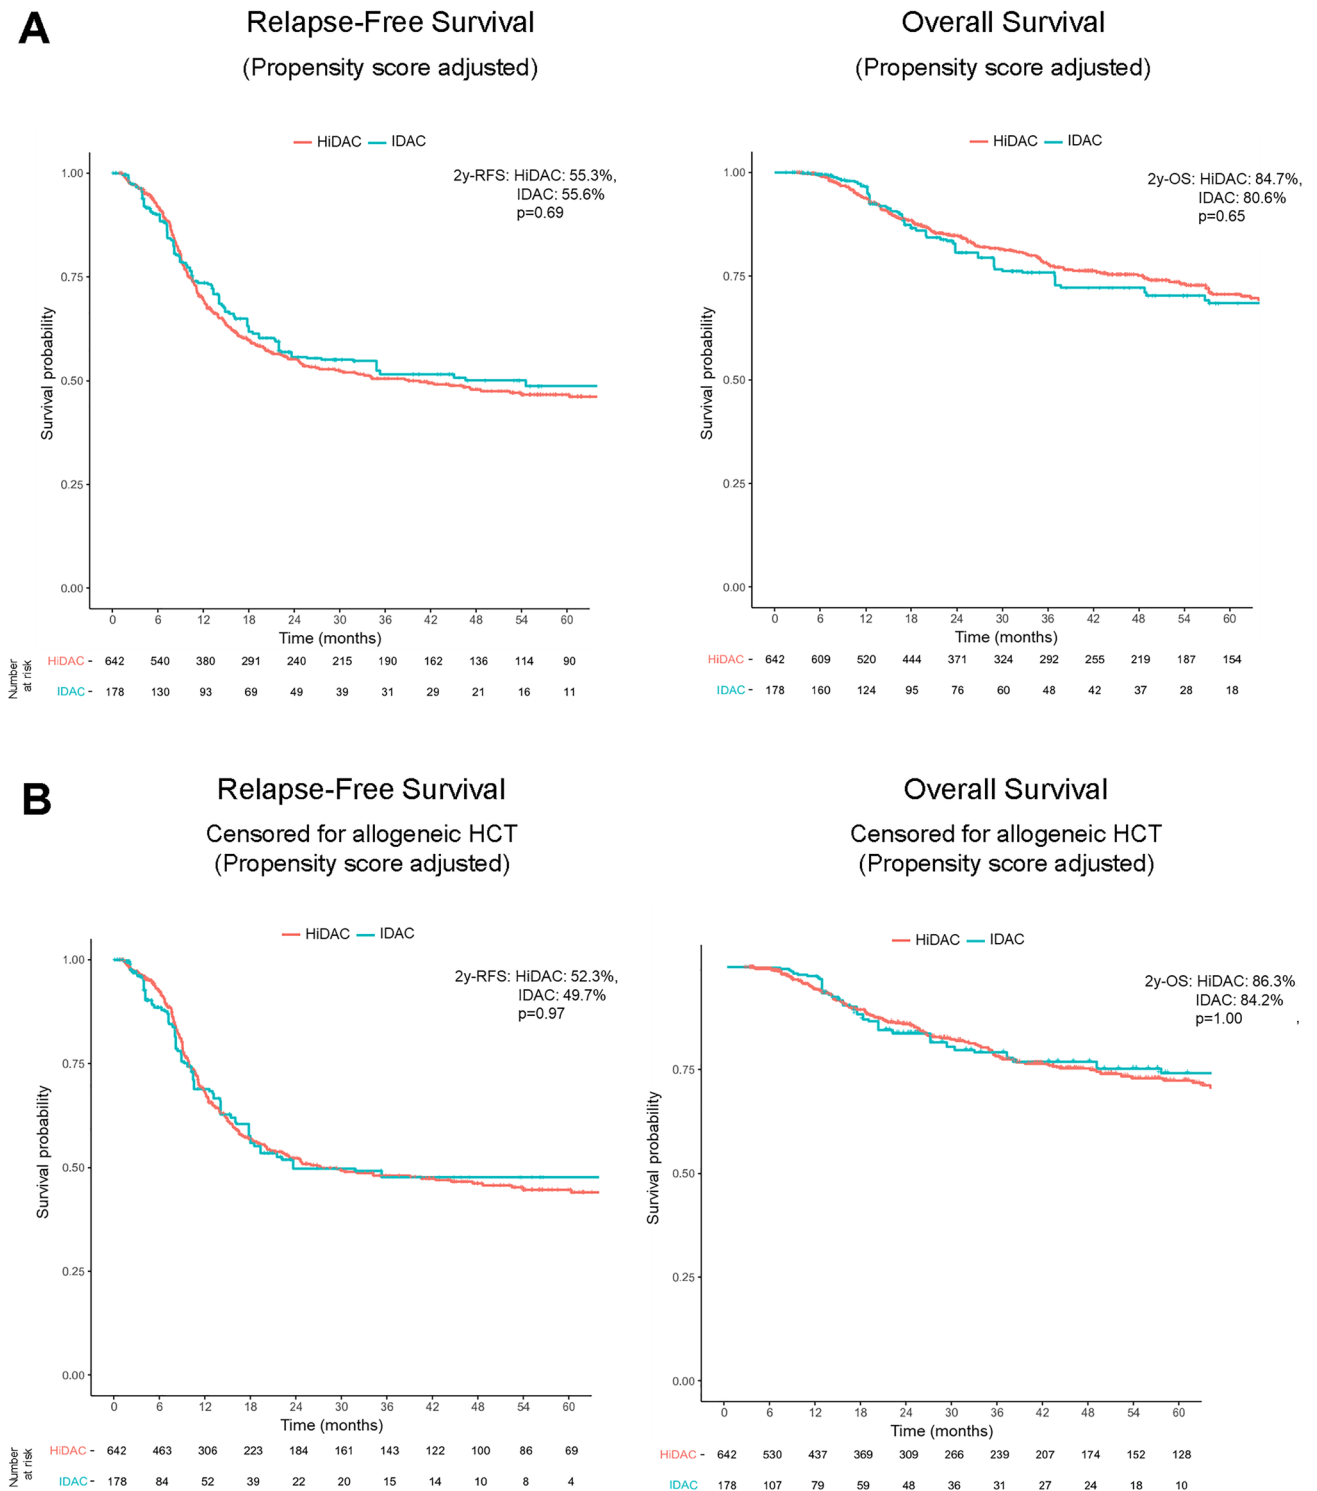 A
Relapse-Free Survival
(Propensity score adjusted)
HiDAC IDAC
2y-RFS: HiDAC: 55.3%,
IDAC: 55.6%
p=0.69
1.00
0.75
0.50
0.25
0.00
Survival probability
0 6 12 18 24 30 36 42 48 54 60
Time (months)
Number
at risk
HiDAC 642 540 380 291 240 215 190 162 136 114 90
IDAC 178 130 93 69 49 39 31 29 21 16 11
Overall Survival
(Propensity score adjusted)
HiDAC IDAC
2y-OS: HiDAC: 84.7%,
IDAC: 80.6%
p=0.65
1.00
0.75
0.50
0.25
0.00
Survival probability
0 6 12 18 24 30 36 42 48 54 60
Time (months)
HiDAC 642 609 520 444 371 324 292 255 219 187 154
IDAC 178 160 124 95 76 60 48 42 37 28 18
B
Relapse-Free Survival
Censored for allogeneic HCT
(Propensity score adjusted)
HiDAC IDAC
2y-RFS: HiDAC: 52.3%,
IDAC: 49.7%
p=0.97
1.00
0.75
0.50
0.25
0.00
Survival probability
0 6 12 18 24 30 36 42 48 54 60
Time (months)
Number
at risk
HiDAC 642 463 306 223 184 161 143 122 100 86 69
IDAC 178 84 52 39 22 20 15 14 10 8 4
Overall Survival
Censored for allogeneic HCT
(Propensity score adjusted)
HiDAC IDAC
2y-OS: HiDAC: 86.3%
IDAC: 84.2%
p=1.00 ,
0.75
0.50
0.25
0.00
Survival probability
0 6 12 18 24 30 36 42 48 54 60
Time (months)
HiDAC 642 530 437 369 309 266 239 207 174 152 128
IDAC 178 107 79 59 48 36 31 27 24 18 10